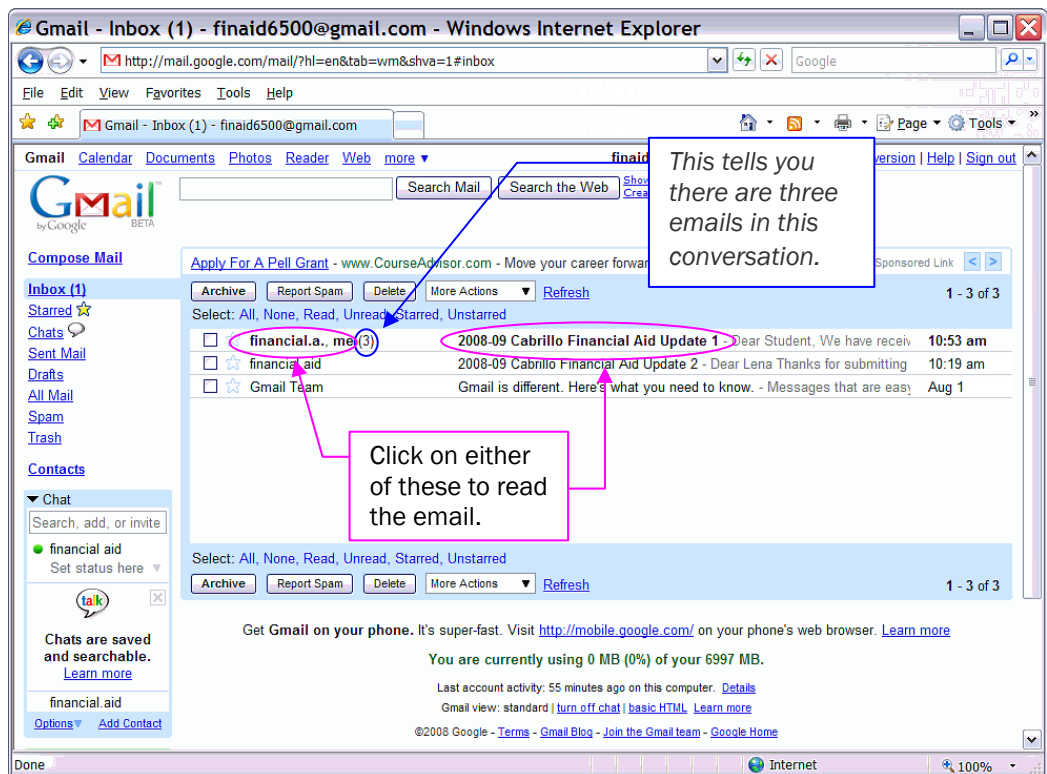 Gmail - Inbox (1) - finaid6500@gmail.com - Windows Internet Explorer
http://mail.google.com/mail/?hl=en&tab=wm&shva=1#inbox
Google
File Edit View Favorites Tools Help
Gmail - Inbox (1) - finaid6500@gmail.com
Page Tools »
Gmail Calendar Documents Photos Reader Web more ▼ finaid version | Help | Sign out
This tells you
there are three
emails in this
conversation.
Gmail
by Google BETA
Search Mail Search the Web
Compose Mail
Apply For A Pell Grant - www.CourseAdvisor.com - Move your career forwar Sponsored Link < >
Inbox (1)
Starred
Chats
Sent Mail
Drafts
All Mail
Spam
Trash
Contacts
Archive Report Spam Delete More Actions ▼ Refresh 1 - 3 of 3
Select: All, None, Read, Unread, Starred, Unstarred
financial.a., me (3) 2008-09 Cabrillo Financial Aid Update 1 - Dear Student, We have receiv 10:53 am
financial.aid 2008-09 Cabrillo Financial Aid Update 2 - Dear Lena Thanks for submitting 10:19 am
Gmail Team Gmail is different. Here's what you need to know. - Messages that are easy Aug 1
Click on either
of these to read
the email.
▼ Chat
Search, add, or invite
financial aid
Set status here ▼
talk
Chats are saved
and searchable.
Learn more
financial.aid
Options▼ Add Contact
Select: All, None, Read, Unread, Starred, Unstarred
Archive Report Spam Delete More Actions ▼ Refresh 1 - 3 of 3
Get Gmail on your phone. It's super-fast. Visit http://mobile.google.com/ on your phone's web browser. Learn more
You are currently using 0 MB (0%) of your 6997 MB.
Last account activity: 55 minutes ago on this computer. Details
Gmail view: standard | turn off chat | basic HTML Learn more
©2008 Google - Terms - Gmail Blog - Join the Gmail team - Google Home
Done Internet 100%